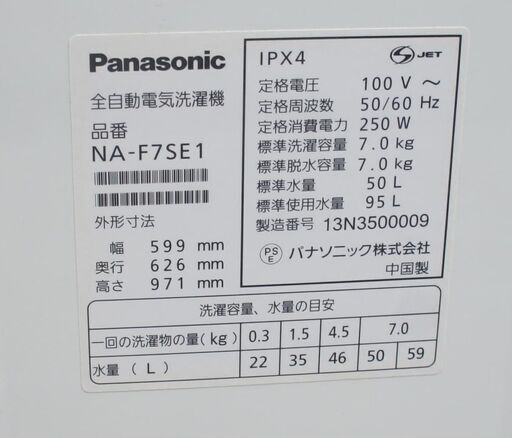 Panasonic
全自動電気洗濯機
品番
NA-F7SE1
外形寸法
幅 599 mm
奥行 626 mm
高さ 971 mm
IPX4
S JET
定格電圧 100 V ～
定格周波数 50/60 Hz
定格消費電力 250 W
標準洗濯容量 7.0 kg
標準脱水容量 7.0 kg
標準水量 50 L
標準使用水量 95 L
製造番号 13N3500009
PS E パナソニック株式会社
中国製
洗濯容量、水量の目安
一回の洗濯物の量(kg) 0.3 1.5 4.5 7.0
水量 ( L ) 22 35 46 50 59